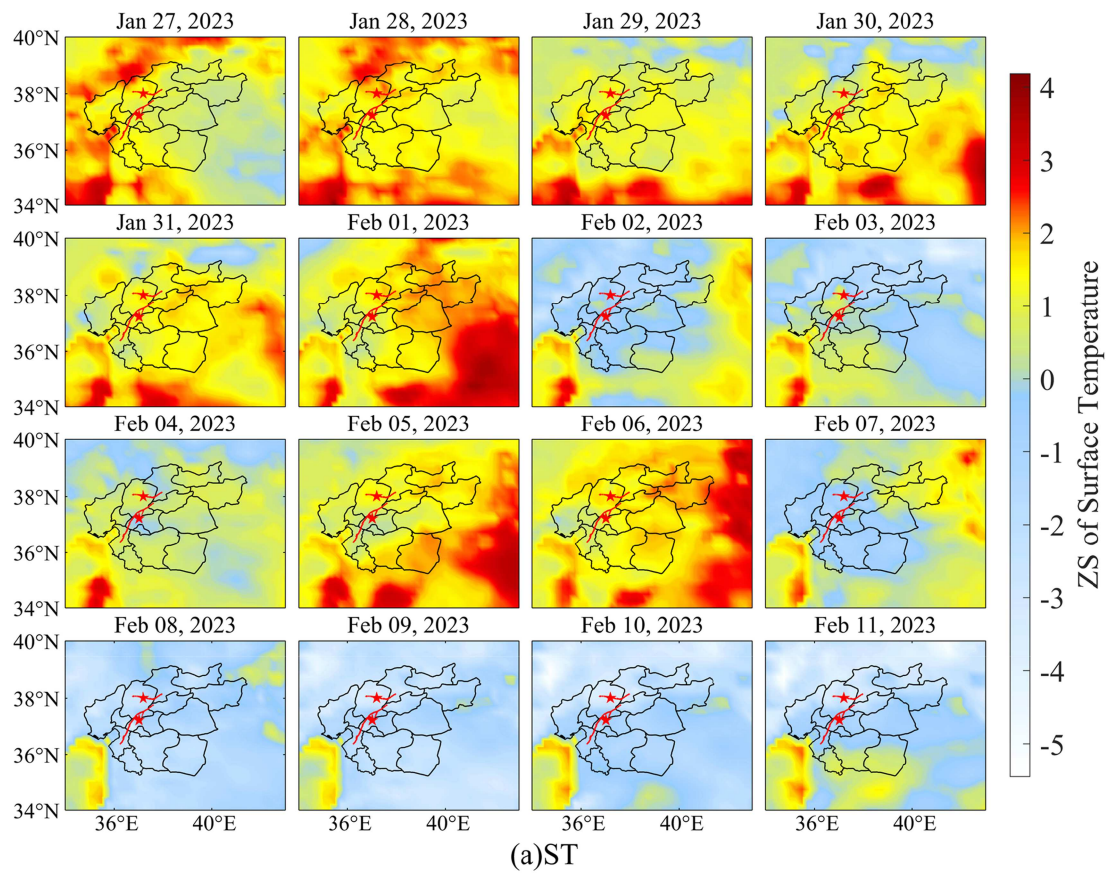 Jan 27, 2023 Jan 28, 2023 Jan 29, 2023 Jan 30, 2023
40°N
38°N
36°N
34°N
Jan 31, 2023 Feb 01, 2023 Feb 02, 2023 Feb 03, 2023
40°N
38°N
36°N
34°N
Feb 04, 2023 Feb 05, 2023 Feb 06, 2023 Feb 07, 2023
40°N
38°N
36°N
34°N
Feb 08, 2023 Feb 09, 2023 Feb 10, 2023 Feb 11, 2023
40°N
38°N
36°N
34°N
36°E 40°E 36°E 40°E 36°E 40°E 36°E 40°E
4
3
2
1
0
-1
-2
-3
-4
-5
ZS of Surface Temperature
(a)ST